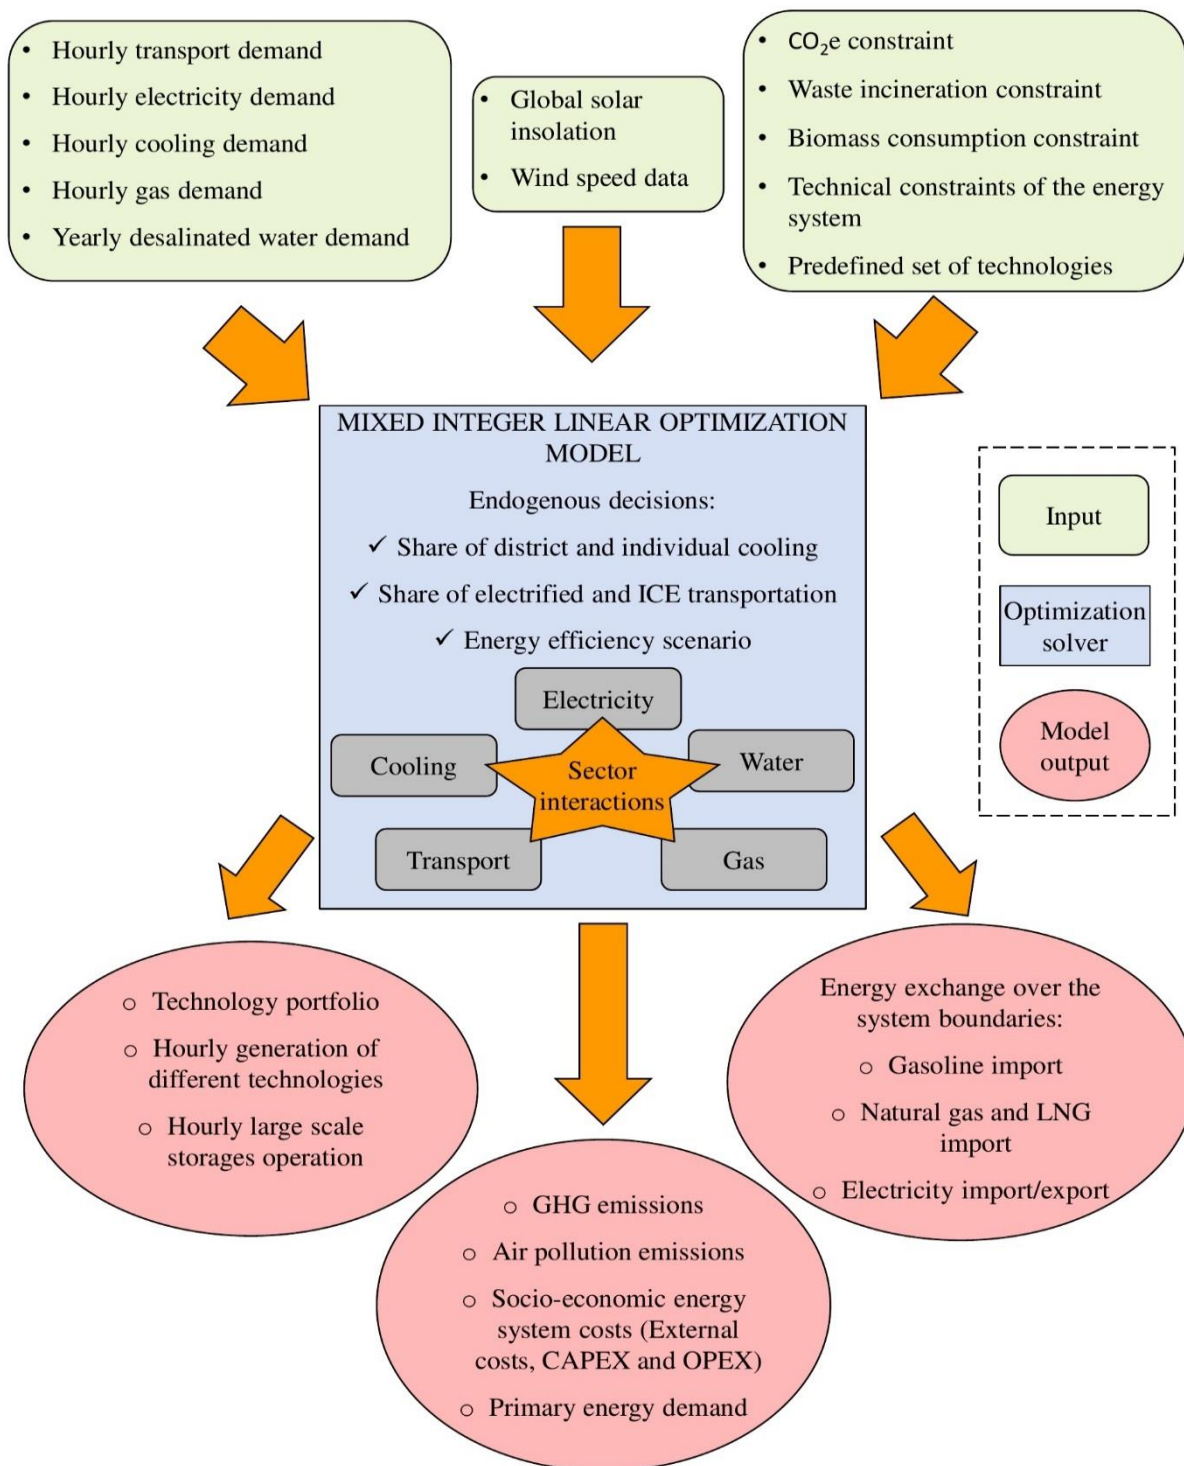 • Hourly transport demand
• Hourly electricity demand
• Hourly cooling demand
• Hourly gas demand
• Yearly desalinated water demand
• Global solar
insolation
• Wind speed data
• CO₂e constraint
• Waste incineration constraint
• Biomass consumption constraint
• Technical constraints of the energy
system
• Predefined set of technologies
MIXED INTEGER LINEAR OPTIMIZATION
MODEL
Endogenous decisions:
✓ Share of district and individual cooling
✓ Share of electrified and ICE transportation
✓ Energy efficiency scenario
Electricity
Cooling
Sector
interactions
Water
Transport
Gas
Input
Optimization
solver
Model
output
o Technology portfolio
o Hourly generation of
different technologies
o Hourly large scale
storages operation
o GHG emissions
o Air pollution emissions
o Socio-economic energy
system costs (External
costs, CAPEX and OPEX)
o Primary energy demand
Energy exchange over the
system boundaries:
o Gasoline import
o Natural gas and LNG
import
o Electricity import/export